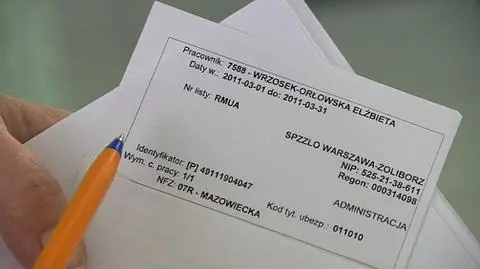 Pracownik: 7588 - WRZOSEK-ORŁOWSKA ELŻBIETA
Daty w.: 2011-03-01 do: 2011-03-31
Nr listy: RMUA
SPZZLO WARSZAWA-ŻOLIBORZ
NIP: 525-21-38-611
Regon: 000314098
Identyfikator: [P] 49111904047
Wym. c. pracy: 1/1
ADMINISTRACJA
NFZ: 07R - MAZOWIECKA
Kod tyt. ubezp.: 011010